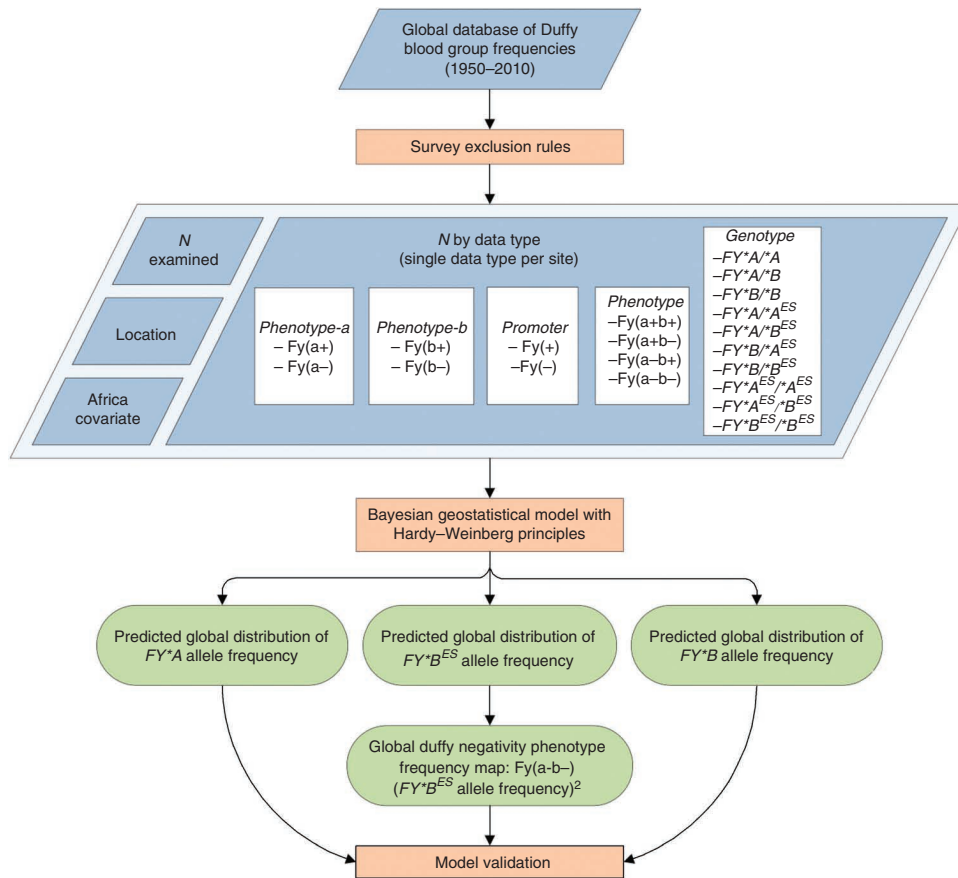 Global database of Duffy
blood group frequencies
(1950–2010)
Survey exclusion rules
N
examined
Location
Africa
covariate
N by data type
(single data type per site)
Phenotype-a
– Fy(a+)
– Fy(a–)
Phenotype-b
– Fy(b+)
– Fy(b–)
Promoter
– Fy(+)
–Fy(–)
Phenotype
–Fy(a+b+)
–Fy(a+b–)
–Fy(a–b+)
–Fy(a–b–)
Genotype
–FY*A/*A
–FY*A/*B
–FY*B/*B
–FY*A/*A^ES
–FY*A/*B^ES
–FY*B/*A^ES
–FY*B/*B^ES
–FY*A^ES/*A^ES
–FY*A^ES/*B^ES
–FY*B^ES/*B^ES
Bayesian geostatistical model with
Hardy–Weinberg principles
Predicted global distribution of
FY*A allele frequency
Predicted global distribution of
FY*B^ES allele frequency
Predicted global distribution of
FY*B allele frequency
Global duffy negativity phenotype
frequency map: Fy(a-b–)
(FY*B^ES allele frequency)²
Model validation